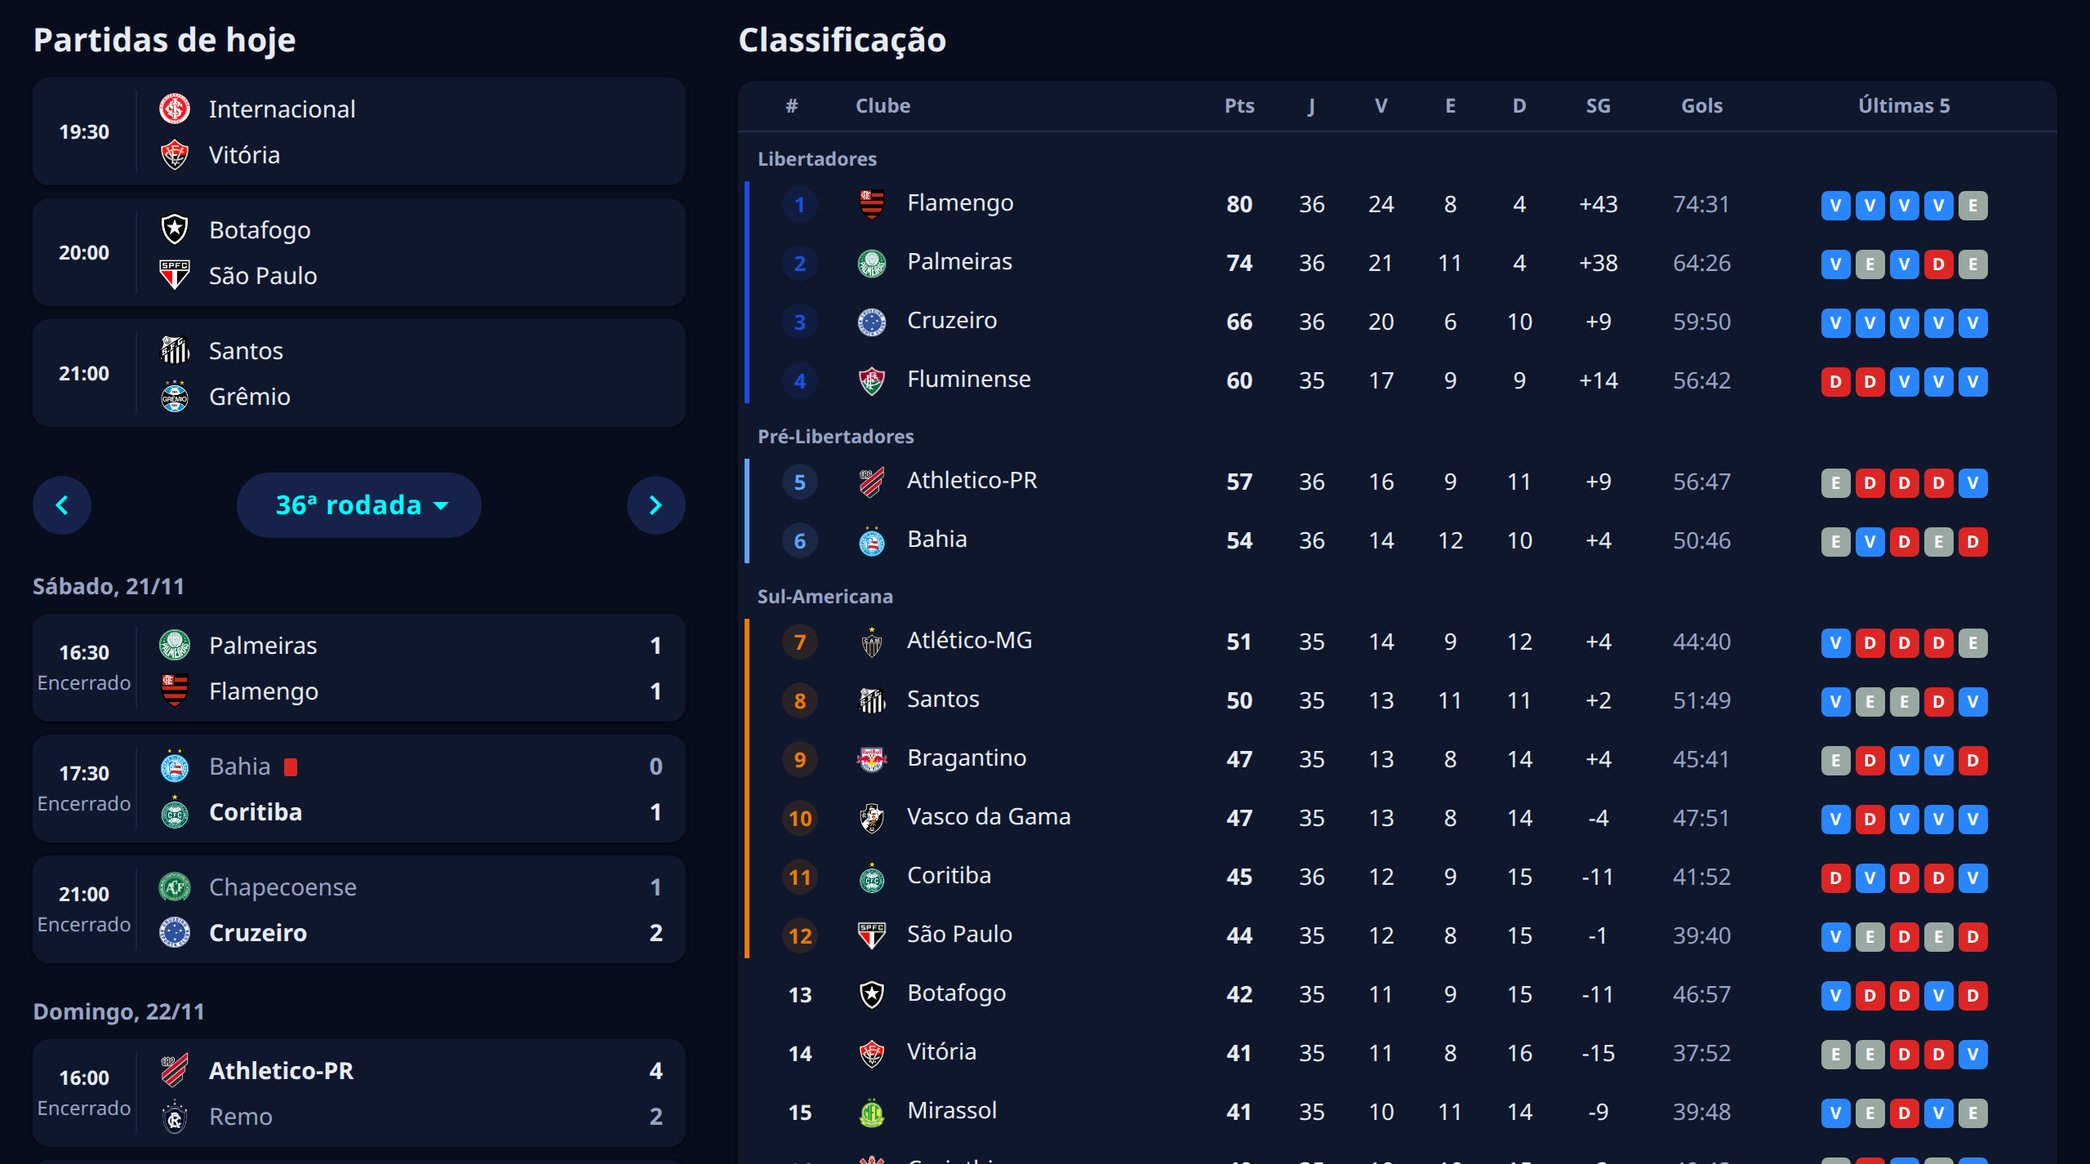 Partidas de hoje
19:30
Internacional
Vitória
20:00
Botafogo
São Paulo
21:00
Santos
Grêmio
36ª rodada
Sábado, 21/11
16:30
Encerrado
Palmeiras 1
Flamengo 1
17:30
Encerrado
Bahia 0
Coritiba 1
21:00
Encerrado
Chapecoense 1
Cruzeiro 2
Domingo, 22/11
16:00
Encerrado
Athletico-PR 4
Remo 2
Classificação
# Clube Pts J V E D SG Gols Últimas 5
Libertadores
1 Flamengo 80 36 24 8 4 +43 74:31 V V V V E
2 Palmeiras 74 36 21 11 4 +38 64:26 V E V D E
3 Cruzeiro 66 36 20 6 10 +9 59:50 V V V V V
4 Fluminense 60 35 17 9 9 +14 56:42 D D V V V
Pré-Libertadores
5 Athletico-PR 57 36 16 9 11 +9 56:47 E D D D V
6 Bahia 54 36 14 12 10 +4 50:46 E V D E D
Sul-Americana
7 Atlético-MG 51 35 14 9 12 +4 44:40 V D D D E
8 Santos 50 35 13 11 11 +2 51:49 V E E D V
9 Bragantino 47 35 13 8 14 +4 45:41 E D V V D
10 Vasco da Gama 47 35 13 8 14 -4 47:51 V D V V V
11 Coritiba 45 36 12 9 15 -11 41:52 D V D D V
12 São Paulo 44 35 12 8 15 -1 39:40 V E D E D
13 Botafogo 42 35 11 9 15 -11 46:57 V D D V D
14 Vitória 41 35 11 8 16 -15 37:52 E E D D V
15 Mirassol 41 35 10 11 14 -9 39:48 V E D V E